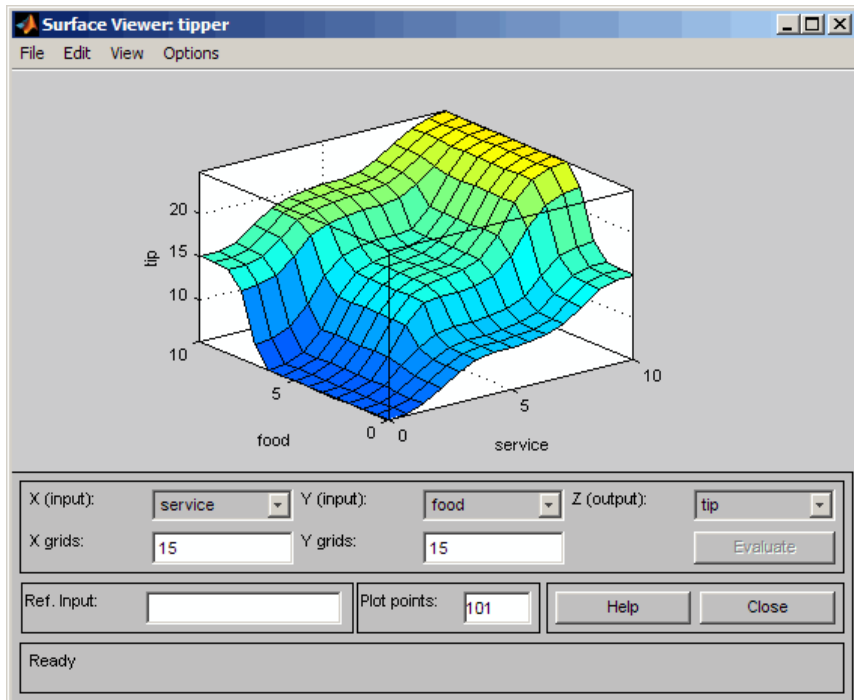 Surface Viewer: tipper
File Edit View Options
20
15
10
tip
10
5
0
food
0
5
10
service
X (input): service Y (input): food Z (output): tip
X grids: 15 Y grids: 15 Evaluate
Ref. Input: Plot points: 101 Help Close
Ready